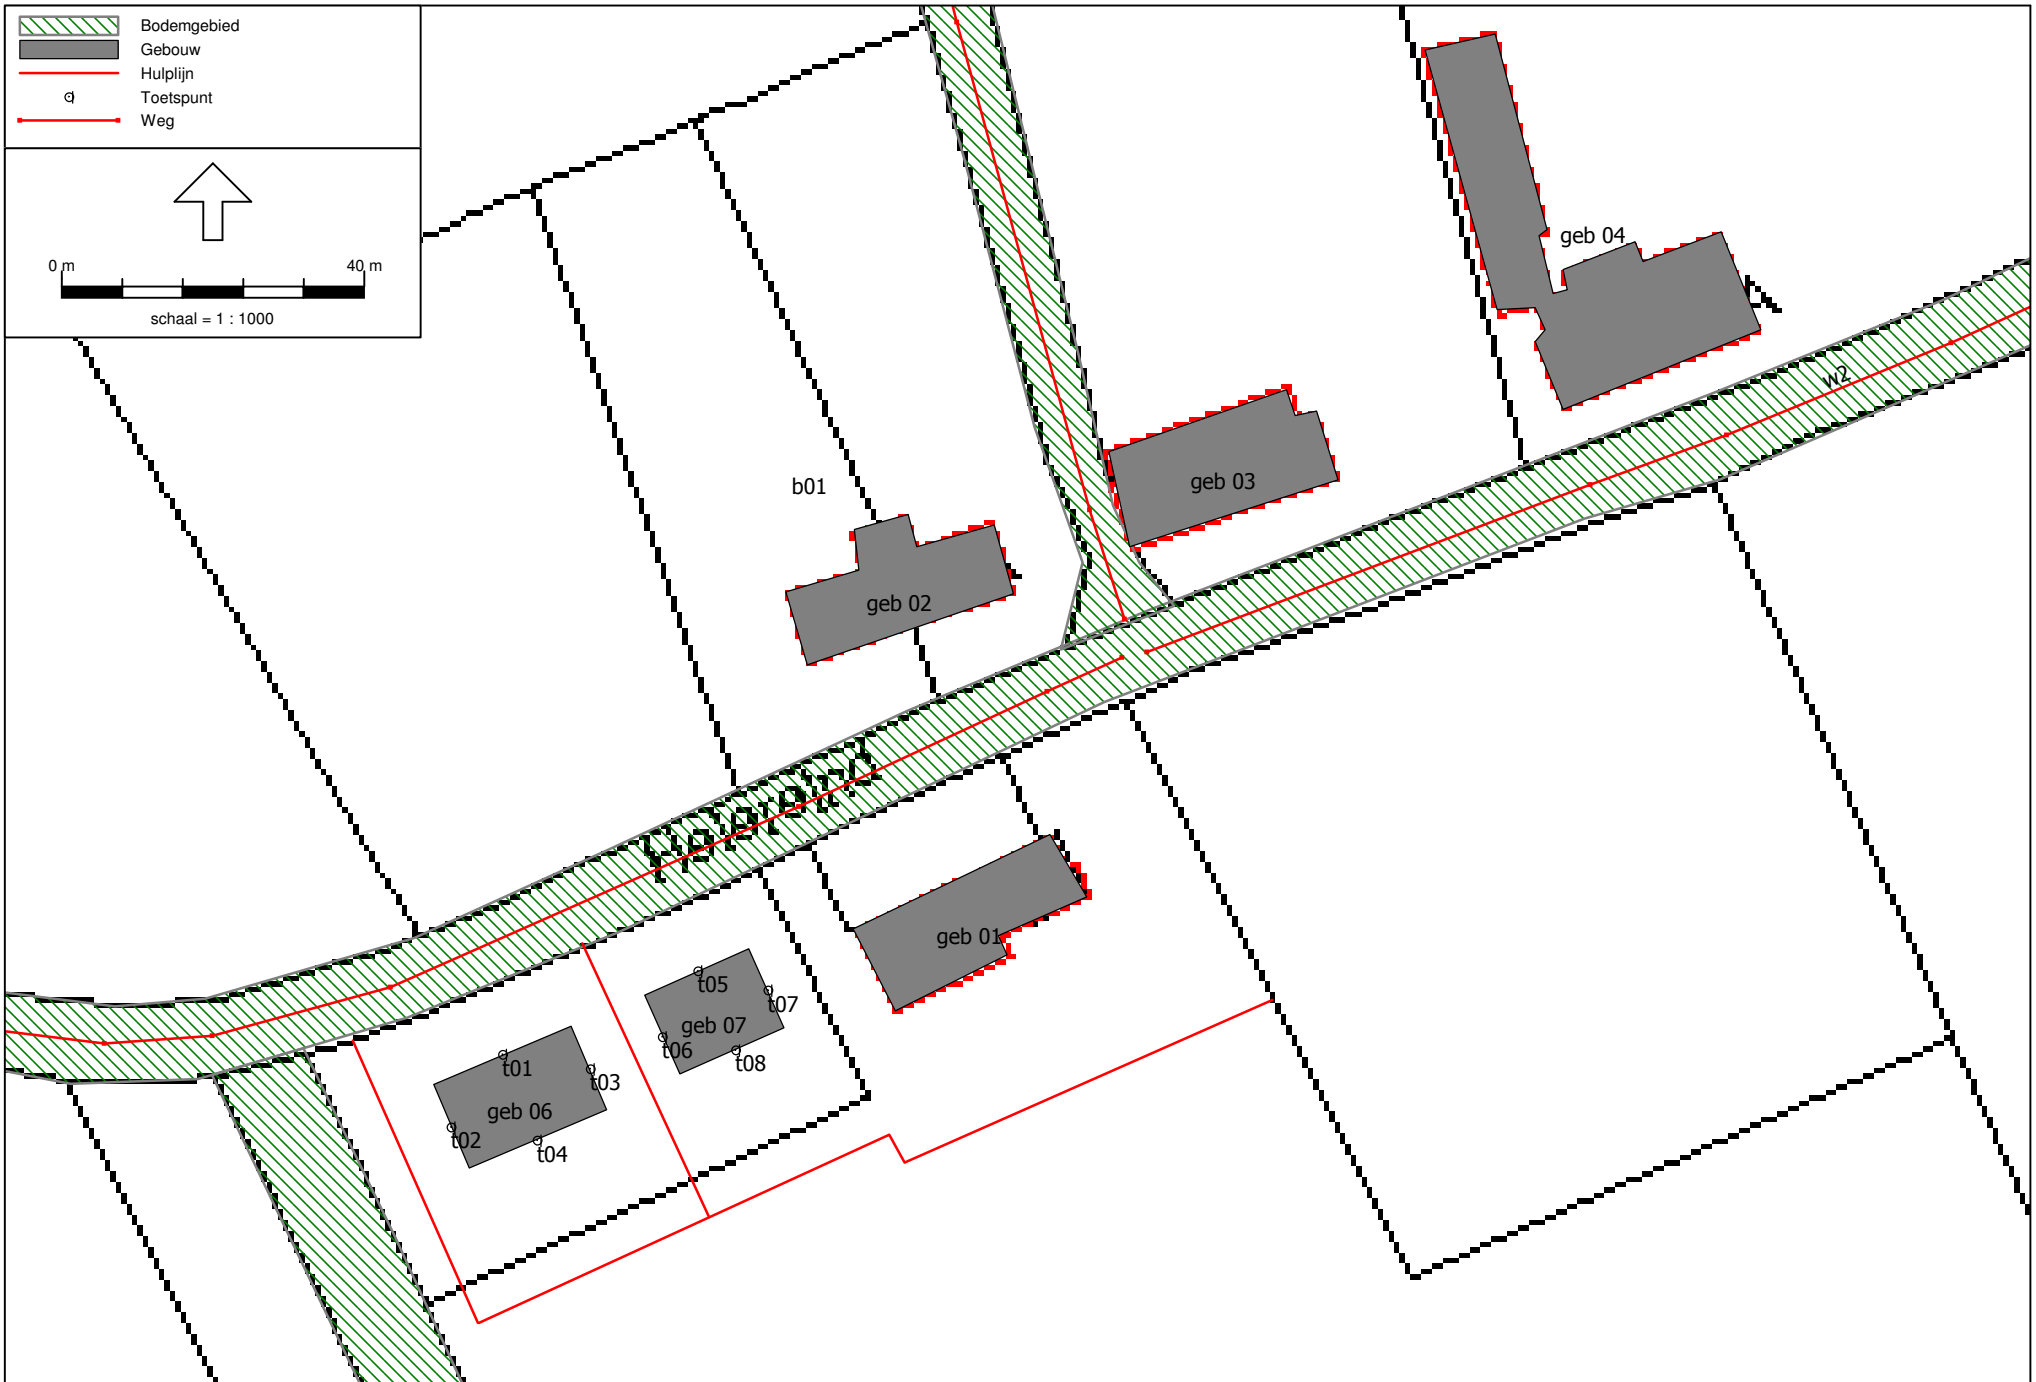 Bodemgebied
Gebouw
Hulplijn
Toetspunt
Weg
0 m 40 m
schaal = 1 : 1000
geb 04
w2
geb 03
b01
geb 02
geb 01
t05
t07
geb 07
t06
t08
t01
t03
geb 06
t02
t04